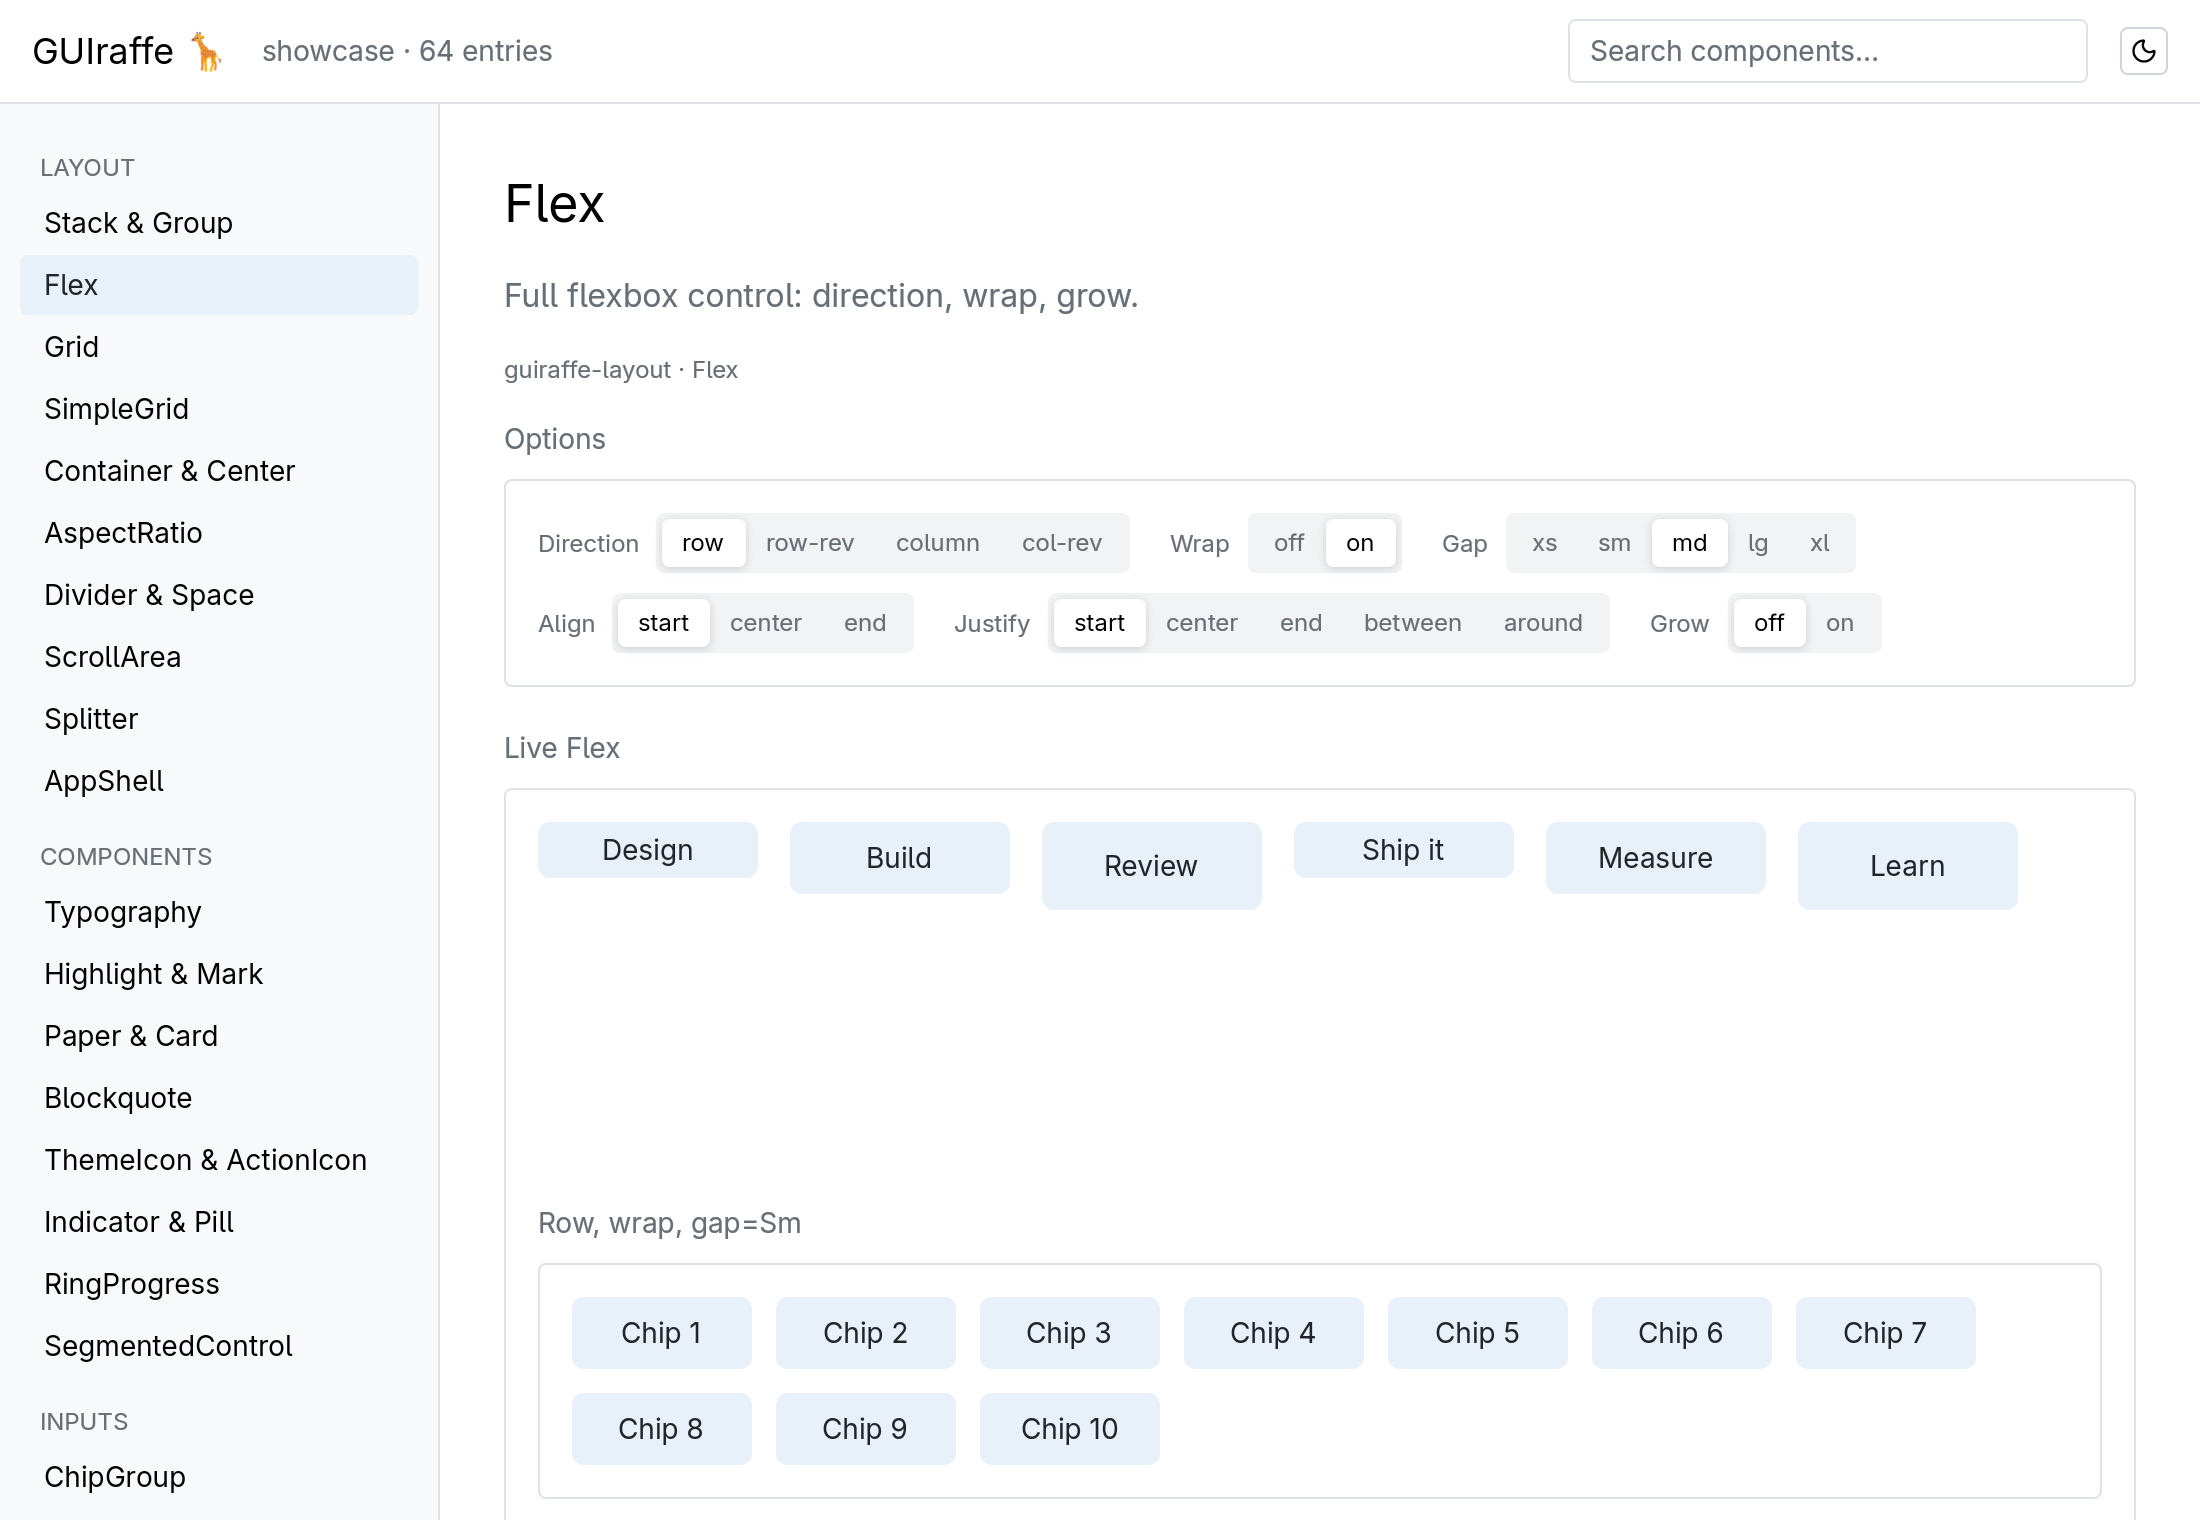 GUIraffe 🦒 showcase · 64 entries Search components...
LAYOUT
Stack & Group
Flex
Grid
SimpleGrid
Container & Center
AspectRatio
Divider & Space
ScrollArea
Splitter
AppShell
COMPONENTS
Typography
Highlight & Mark
Paper & Card
Blockquote
ThemeIcon & ActionIcon
Indicator & Pill
RingProgress
SegmentedControl
INPUTS
ChipGroup
Flex
Full flexbox control: direction, wrap, grow.
guiraffe-layout · Flex
Options
Direction row row-rev column col-rev Wrap off on Gap xs sm md lg xl
Align start center end Justify start center end between around Grow off on
Live Flex
Design Build Review Ship it Measure Learn
Row, wrap, gap=Sm
Chip 1 Chip 2 Chip 3 Chip 4 Chip 5 Chip 6 Chip 7
Chip 8 Chip 9 Chip 10